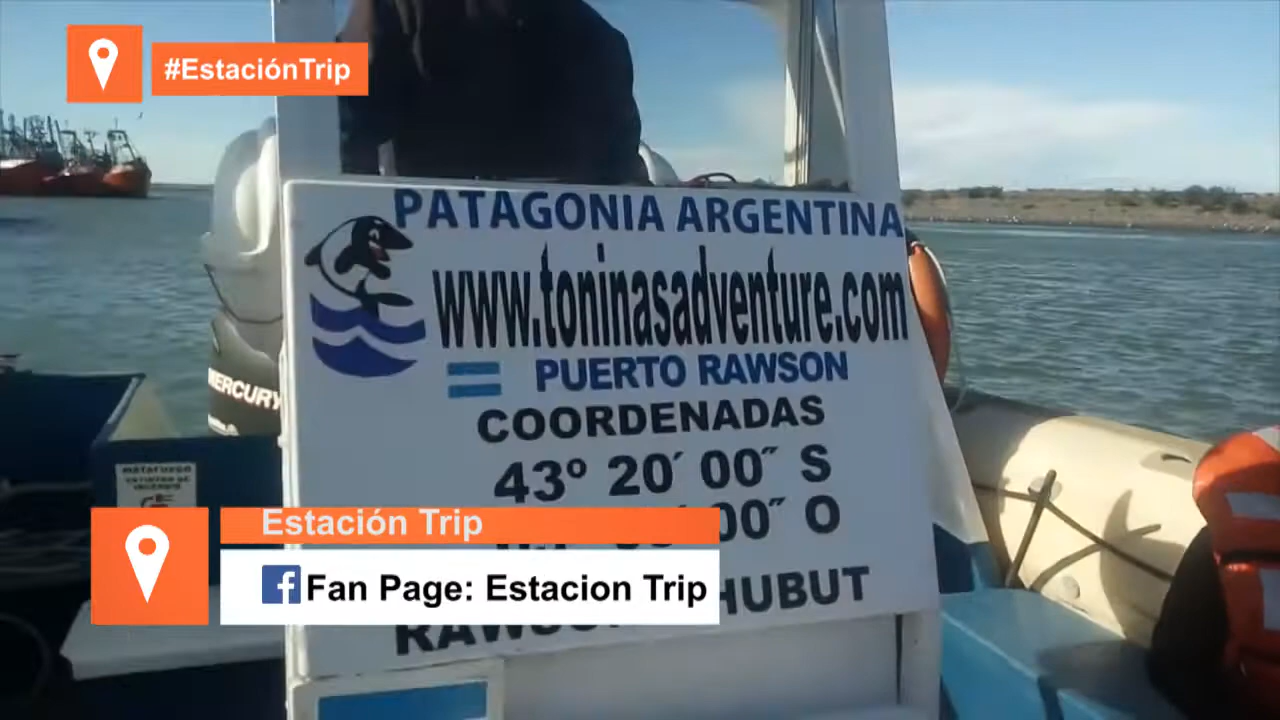 #EstaciónTrip
PATAGONIA ARGENTINA
www.toninasadventure.com
PUERTO RAWSON
MERCURY
COORDENADAS
43º 20´ 00˝ S
00˝ O
Estación Trip
Fan Page: Estacion Trip
HUBUT